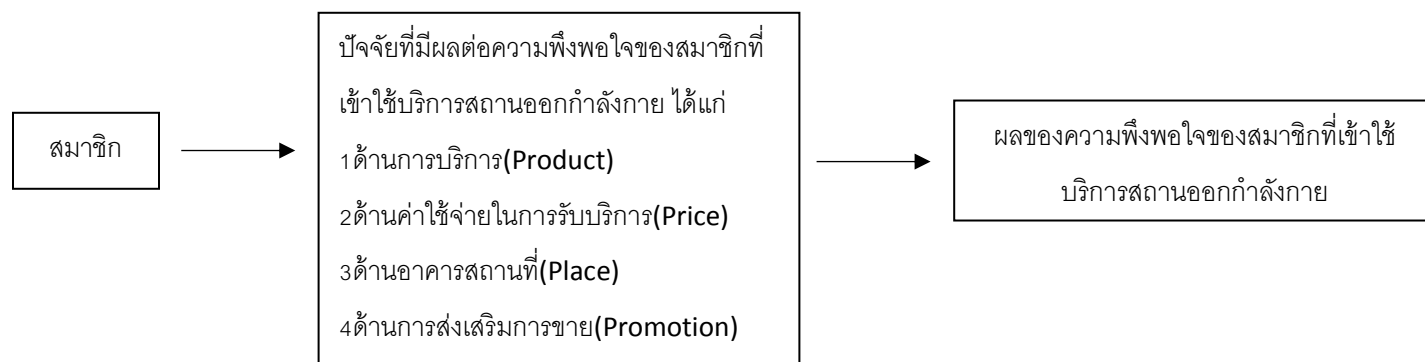 สมาชิก
ปัจจัยที่มีผลต่อความพึงพอใจของสมาชิกที่
เข้าใช้บริการสถานออกกำลังกาย ได้แก่
1ด้านการบริการ(Product)
2ด้านค่าใช้จ่ายในการรับบริการ(Price)
3ด้านอาคารสถานที่(Place)
4ด้านการส่งเสริมการขาย(Promotion)
ผลของความพึงพอใจของสมาชิกที่เข้าใช้
บริการสถานออกกำลังกาย